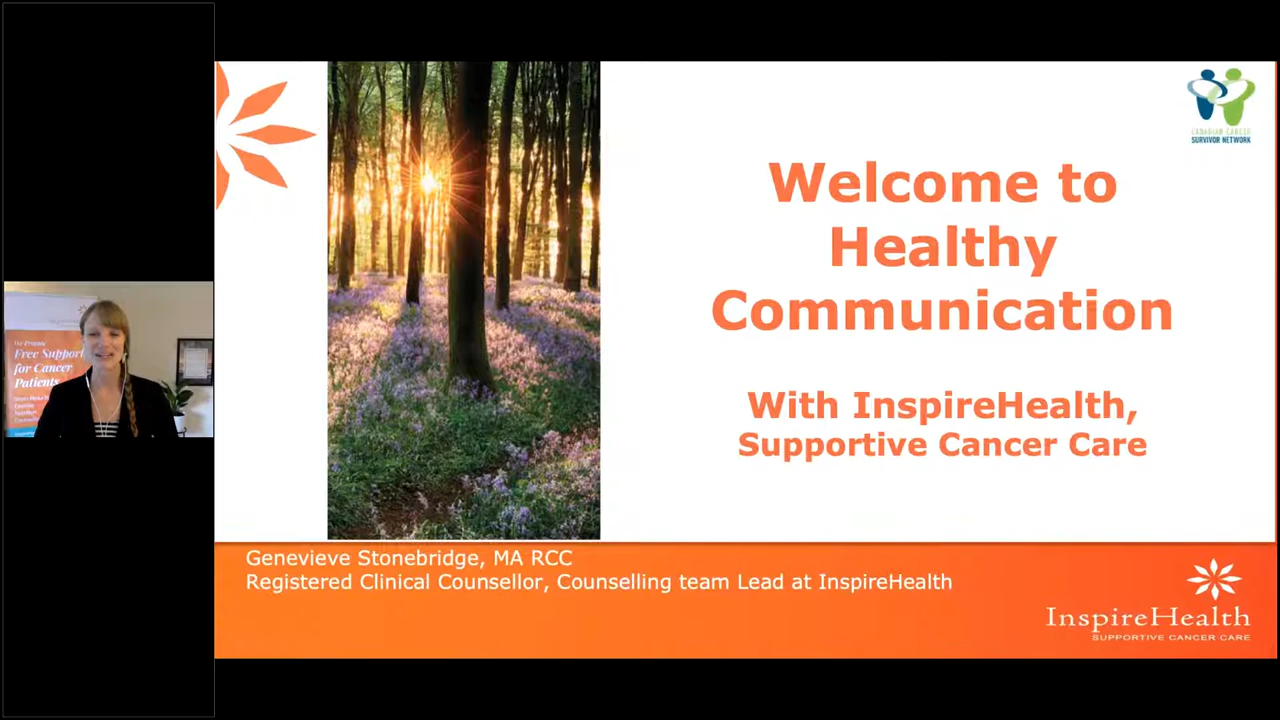 Free Support
for Cancer
Patients
CANADIAN CANCER
SURVIVOR NETWORK
Welcome to
Healthy
Communication
With InspireHealth,
Supportive Cancer Care
Genevieve Stonebridge, MA RCC
Registered Clinical Counsellor, Counselling team Lead at InspireHealth
InspireHealth
SUPPORTIVE CANCER CARE